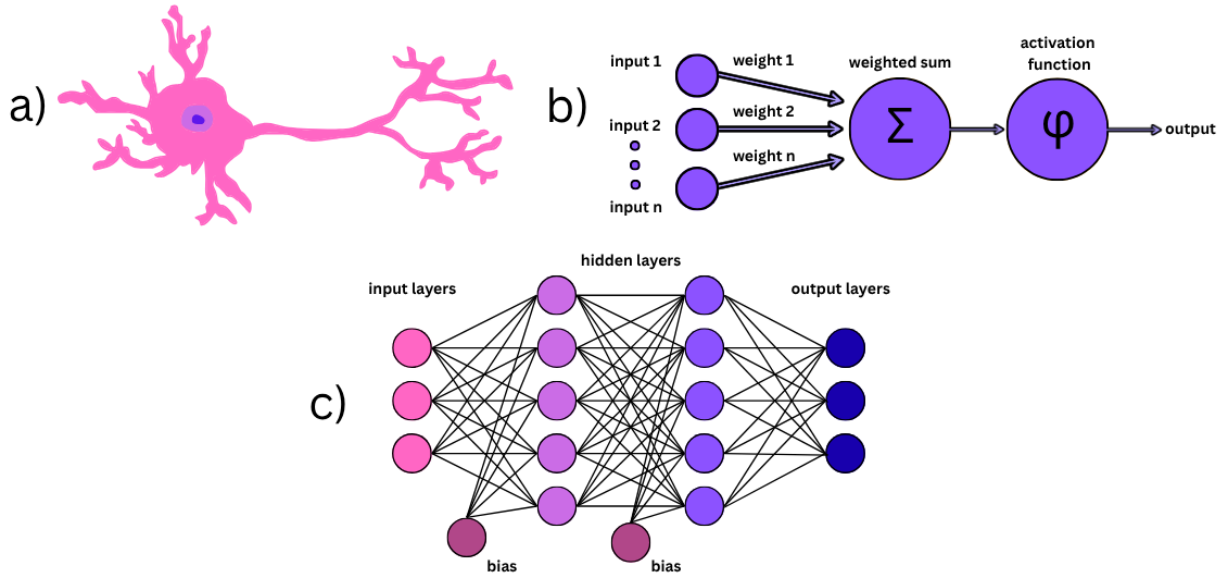 a)
b)
input 1
weight 1
weighted sum
activation
function
input 2
weight 2
Σ
φ
output
weight n
input n
c)
input layers
hidden layers
output layers
bias
bias